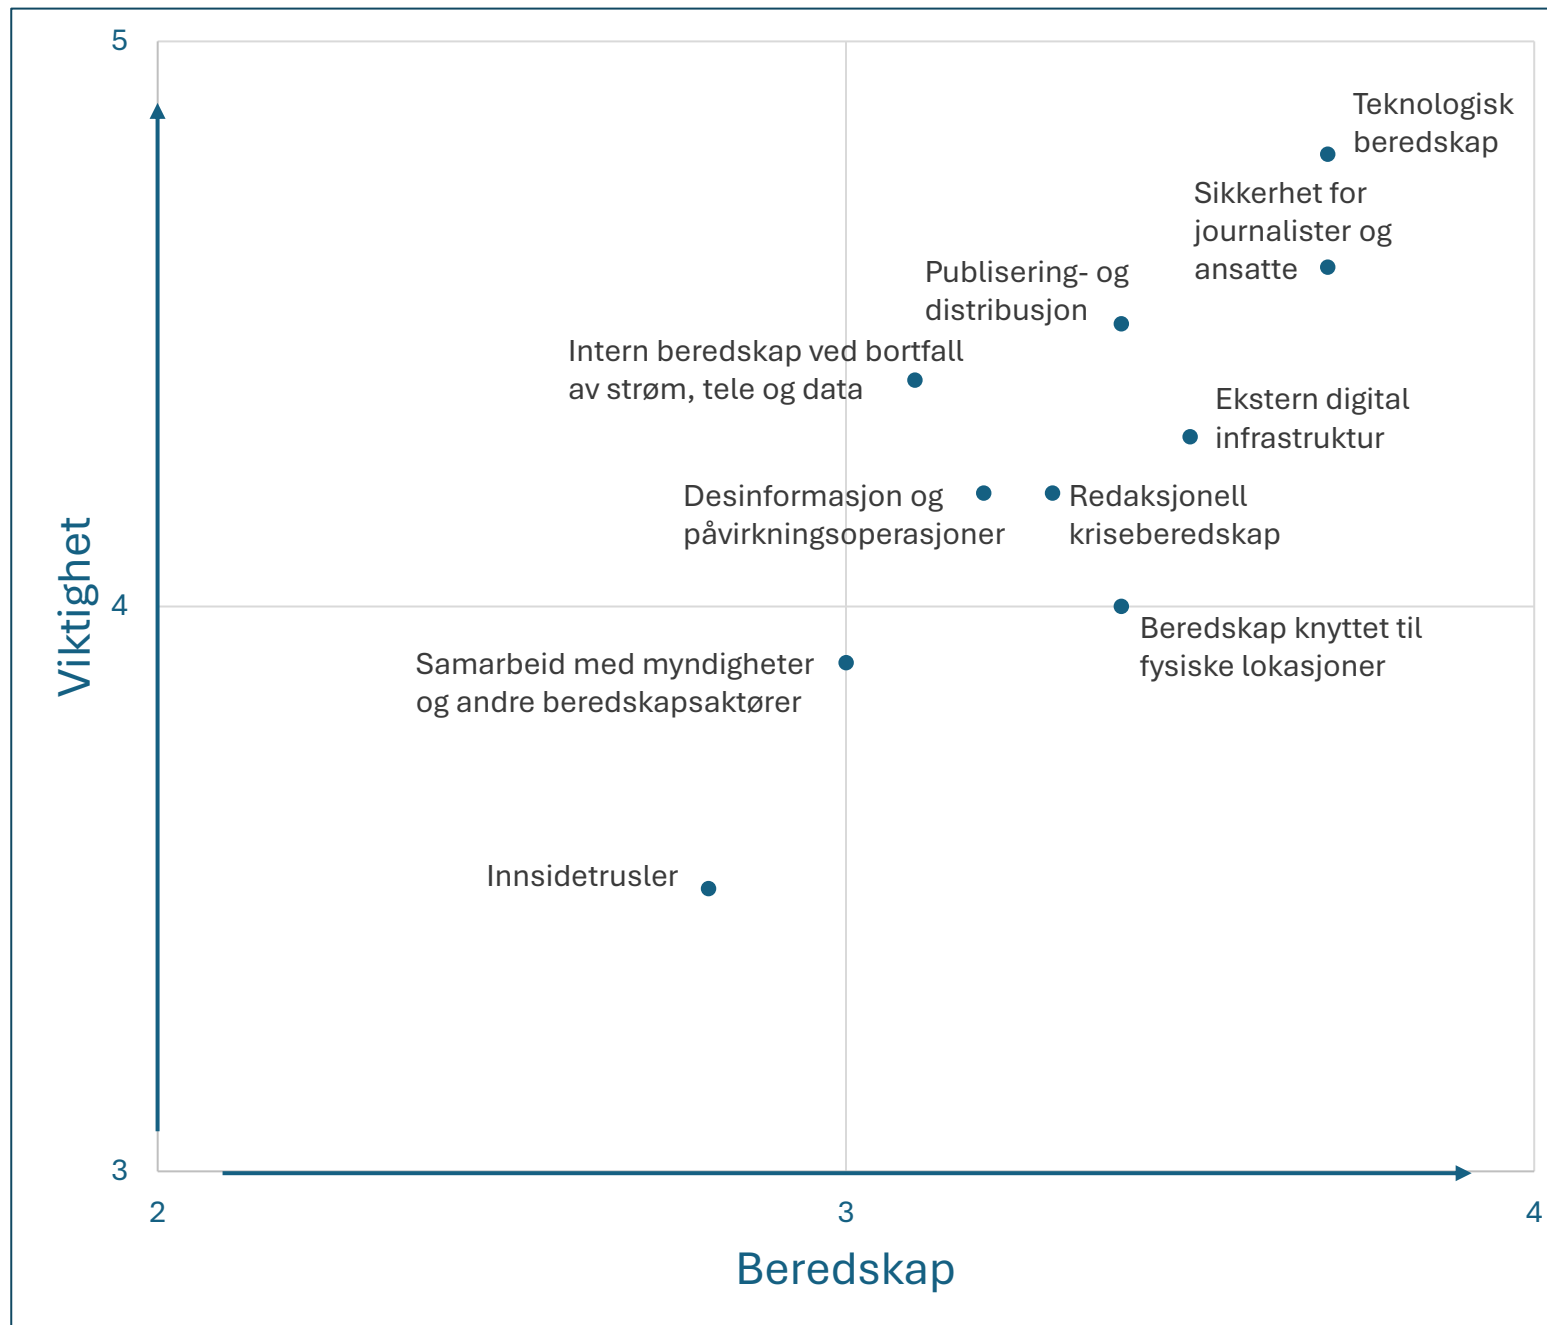 5
Teknologisk
beredskap
Sikkerhet for
journalister og
ansatte
Publisering- og
distribusjon
Intern beredskap ved bortfall
av strøm, tele og data
Ekstern digital
infrastruktur
Desinformasjon og
påvirkningsoperasjoner
Redaksjonell
kriseberedskap
Viktighet
4
Beredskap knyttet til
fysiske lokasjoner
Samarbeid med myndigheter
og andre beredskapsaktører
Innsidetrusler
3
2
3
4
Beredskap